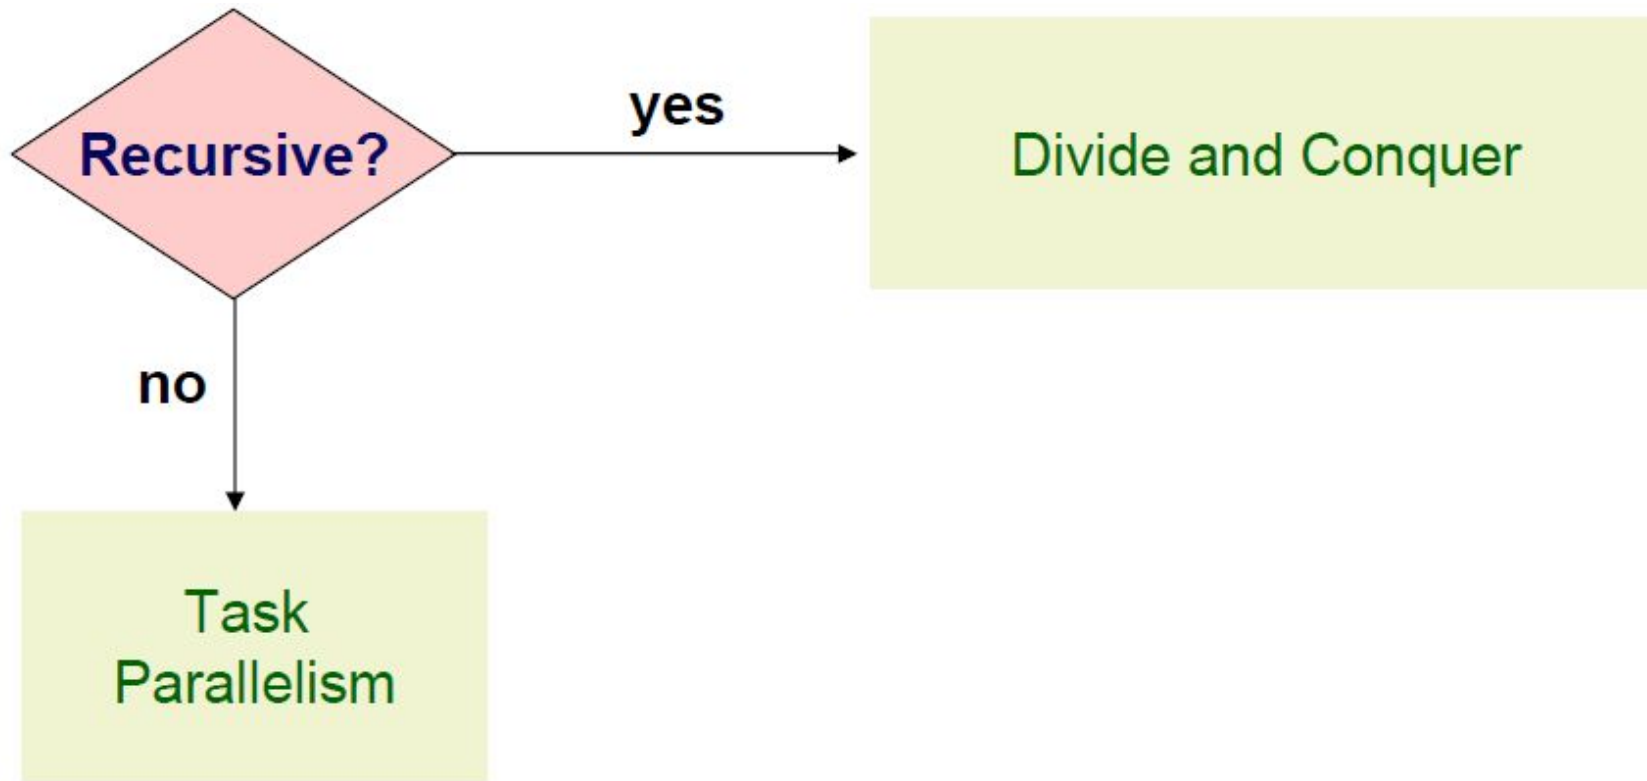 yes
Recursive?
Divide and Conquer
no
Task
Parallelism